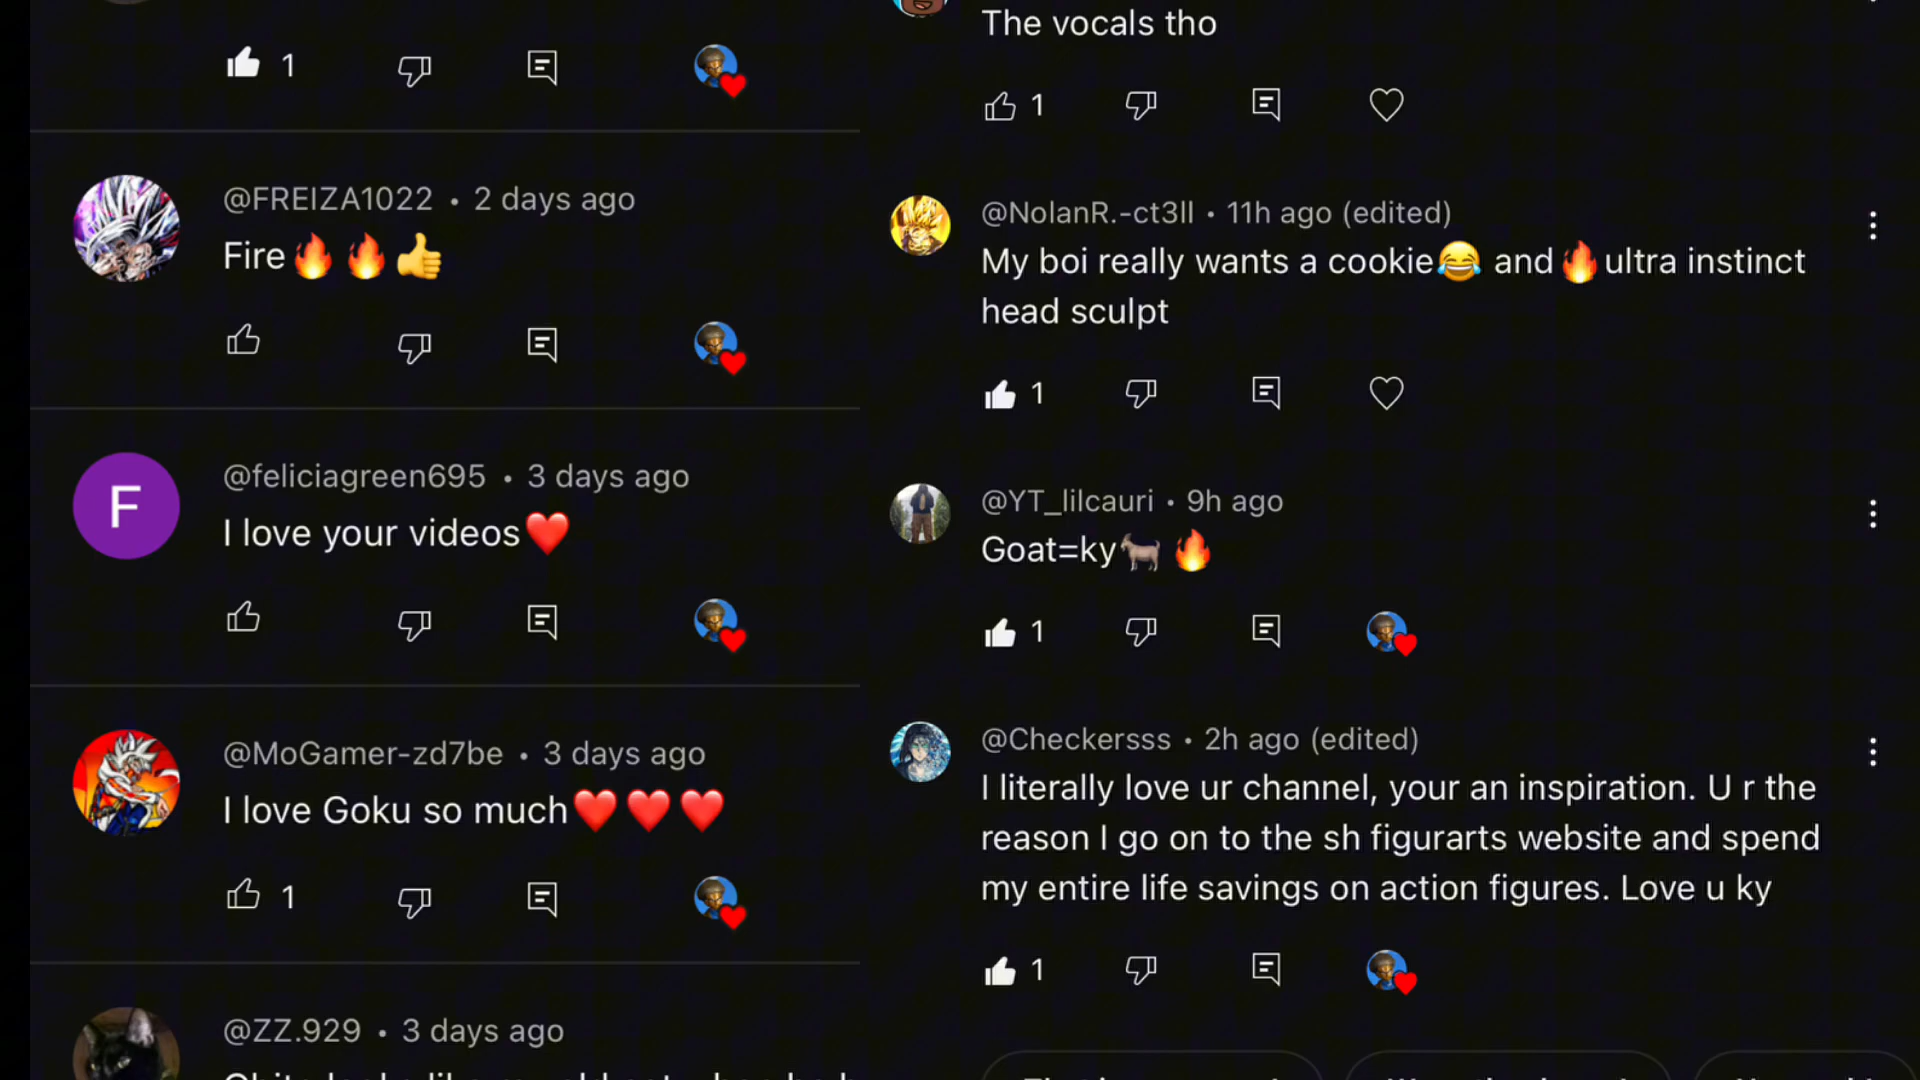 1
@FREIZA1022 • 2 days ago
Fire🔥🔥👍
@feliciagreen695 • 3 days ago
F
I love your videos❤️
@MoGamer-zd7be • 3 days ago
I love Goku so much❤️❤️❤️
1
@ZZ.929 • 3 days ago
The vocals tho
1
@NolanR.-ct3ll • 11h ago (edited)
My boi really wants a cookie😂 and🔥ultra instinct
head sculpt
1
@YT_lilcauri • 9h ago
Goat=ky🐐🔥
1
@Checkersss • 2h ago (edited)
I literally love ur channel, your an inspiration. U r the
reason I go on to the sh figurarts website and spend
my entire life savings on action figures. Love u ky
1